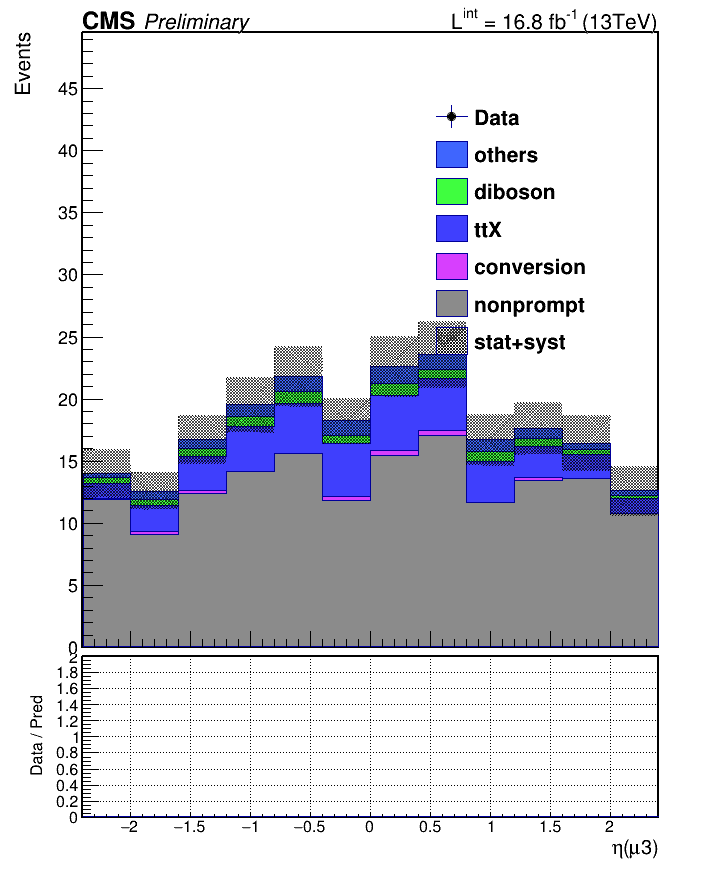 CMS Preliminary
L^int = 16.8 fb^-1 (13TeV)
Events
45
40
35
30
25
20
15
10
5
0
Data
others
diboson
ttX
conversion
nonprompt
stat+syst
Data / Pred
2
1.8
1.6
1.4
1.2
1
0.8
0.6
0.4
0.2
0
−2 −1.5 −1 −0.5 0 0.5 1 1.5 2
η(μ3)